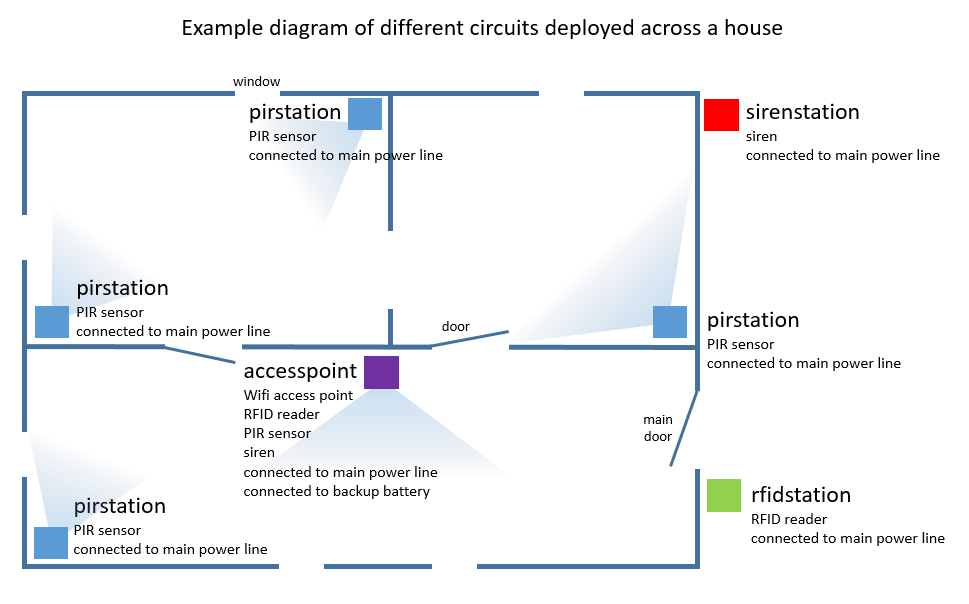 Example diagram of different circuits deployed across a house
window
pirstation
PIR sensor
connected to main power line
sirenstation
siren
connected to main power line
pirstation
PIR sensor
connected to main power line
door
pirstation
PIR sensor
connected to main power line
accesspoint
Wifi access point
RFID reader
PIR sensor
siren
connected to main power line
connected to backup battery
main
door
pirstation
PIR sensor
connected to main power line
rfidstation
RFID reader
connected to main power line